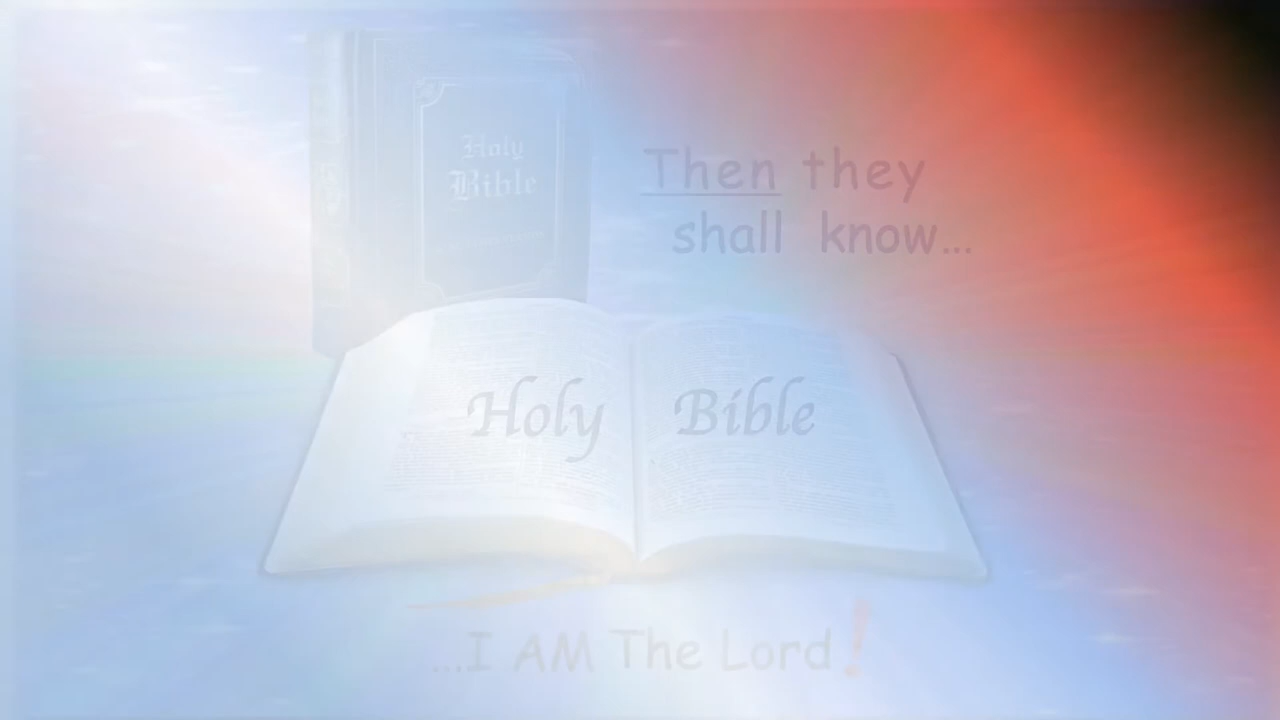 Holy
Bible
Then they
shall know...
Holy Bible
...I AM The Lord!